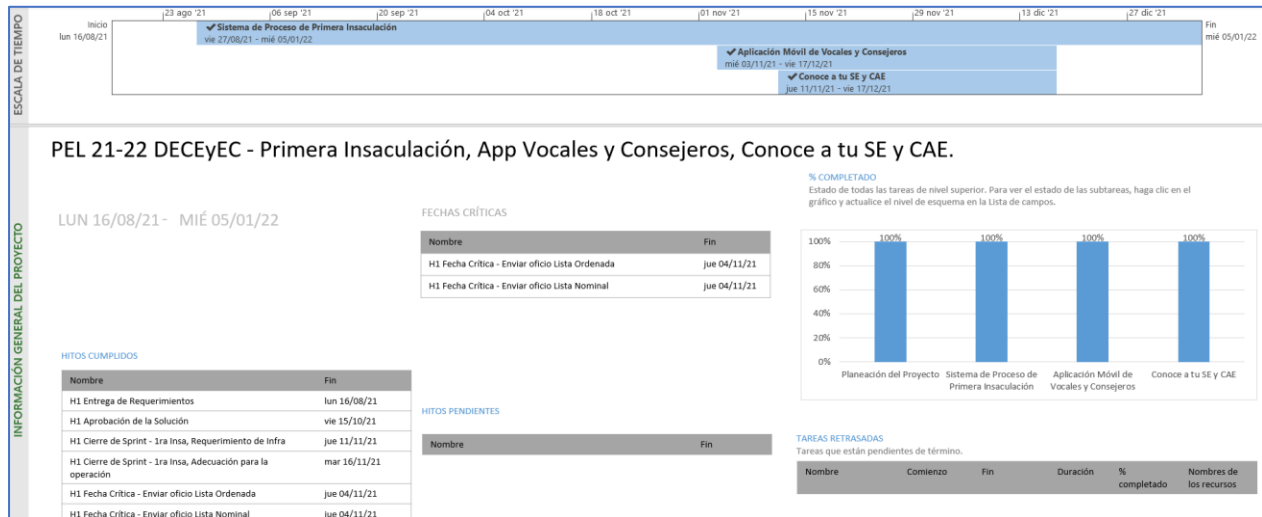 ESCALA DE TIEMPO
23 ago '21 06 sep '21 20 sep '21 04 oct '21 18 oct '21 01 nov '21 15 nov '21 29 nov '21 13 dic '21 27 dic '21
Inicio
lun 16/08/21
✔Sistema de Proceso de Primera Insaculación
vie 27/08/21 - mié 05/01/22
Fin
mié 05/01/22
✔Aplicación Móvil de Vocales y Consejeros
mié 03/11/21 - vie 17/12/21
✔Conoce a tu SE y CAE
jue 11/11/21 - vie 17/12/21
INFORMACIÓN GENERAL DEL PROYECTO
PEL 21-22 DECEyEC - Primera Insaculación, App Vocales y Consejeros, Conoce a tu SE y CAE.
LUN 16/08/21 - MIÉ 05/01/22
FECHAS CRÍTICAS
Nombre Fin
H1 Fecha Crítica - Enviar oficio Lista Ordenada jue 04/11/21
H1 Fecha Crítica - Enviar oficio Lista Nominal jue 04/11/21
% COMPLETADO
Estado de todas las tareas de nivel superior. Para ver el estado de las subtareas, haga clic en el
gráfico y actualice el nivel de esquema en la Lista de campos.
100% 100% 100% 100%
100%
80%
60%
40%
20%
0%
Planeación del Proyecto Sistema de Proceso de Aplicación Móvil de Conoce a tu SE y CAE
Primera Insaculación Vocales y Consejeros
HITOS CUMPLIDOS
Nombre Fin
H1 Entrega de Requerimientos lun 16/08/21
H1 Aprobación de la Solución vie 15/10/21
H1 Cierre de Sprint - 1ra Insa, Requerimiento de Infra jue 11/11/21
H1 Cierre de Sprint - 1ra Insa, Adecuación para la mar 16/11/21
operación
H1 Fecha Crítica - Enviar oficio Lista Ordenada jue 04/11/21
H1 Fecha Crítica - Enviar oficio Lista Nominal jue 04/11/21
HITOS PENDIENTES
Nombre Fin
TAREAS RETRASADAS
Tareas que están pendientes de término.
Nombre Comienzo Fin Duración % Nombres de
completado los recursos